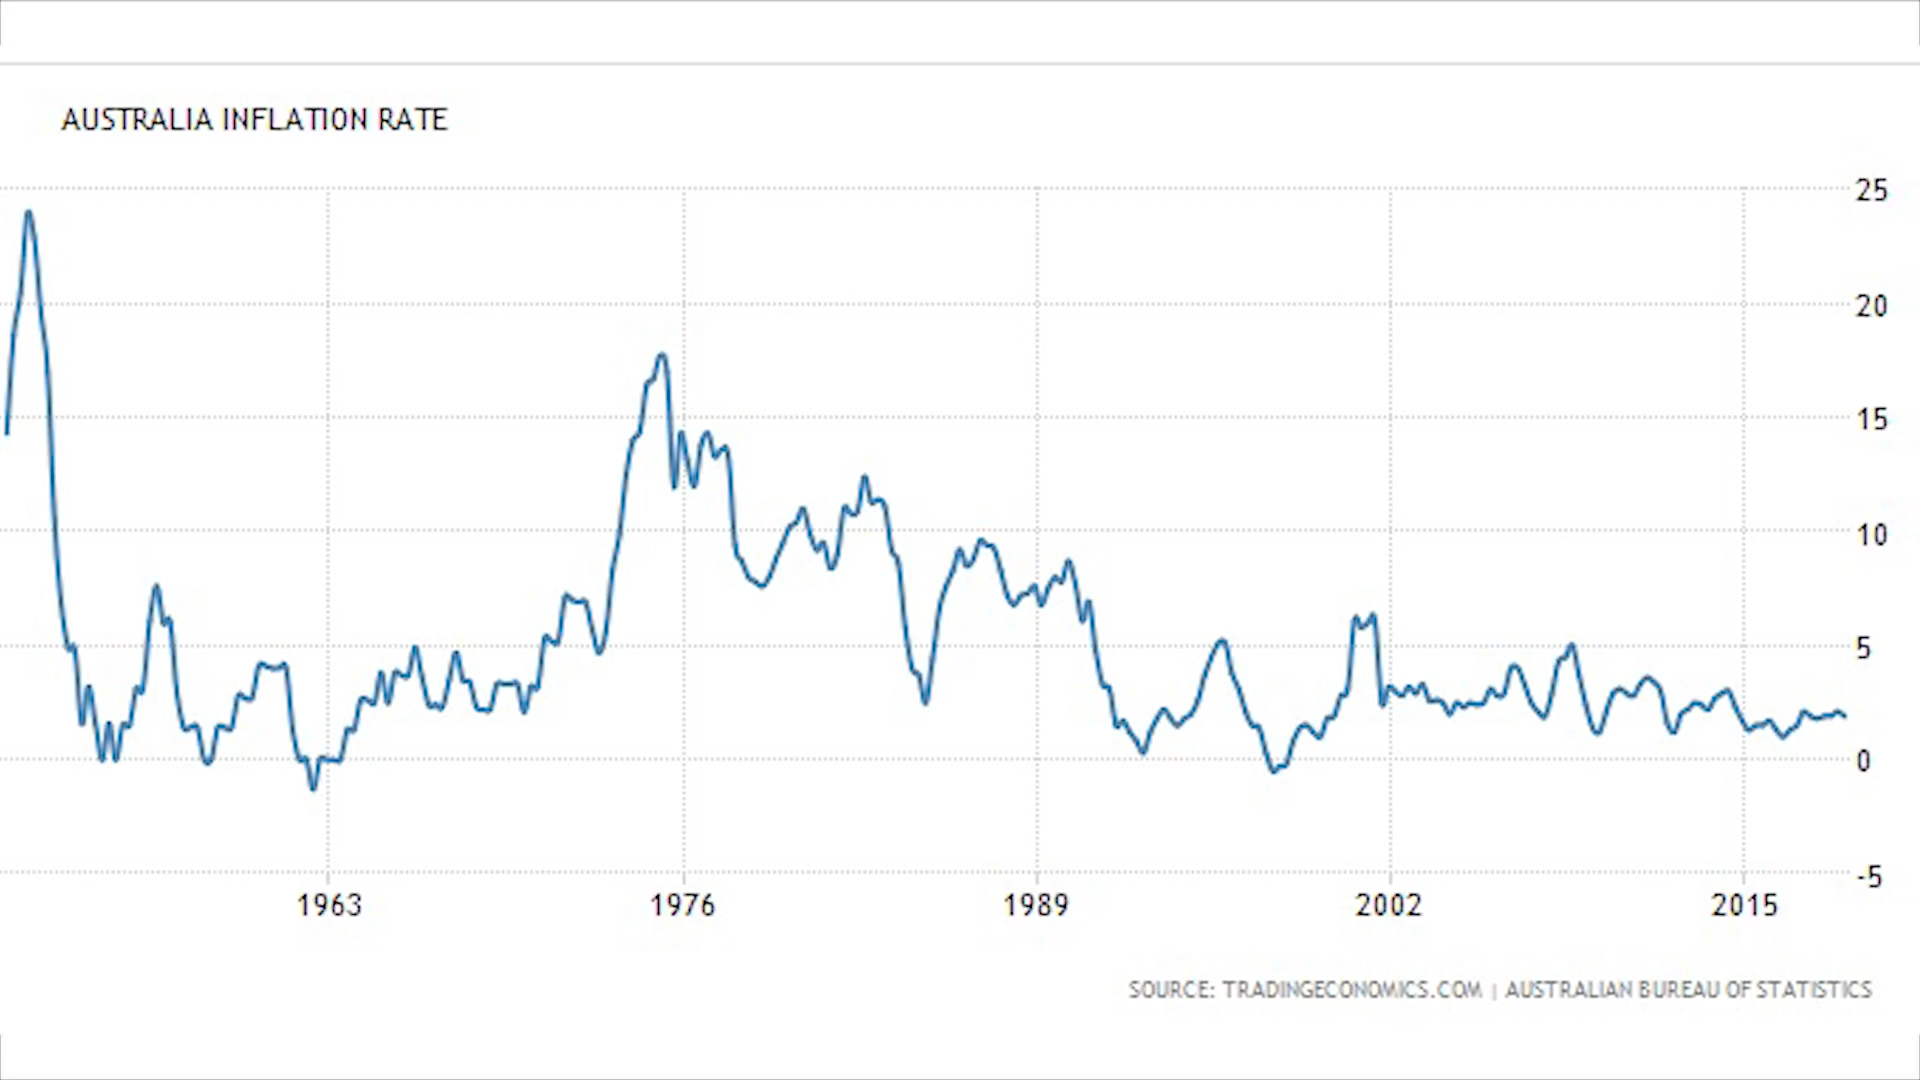 AUSTRALIA INFLATION RATE
25
20
15
10
5
0
-5
1963 1976 1989 2002 2015
SOURCE: TRADINGECONOMICS.COM | AUSTRALIAN BUREAU OF STATISTICS